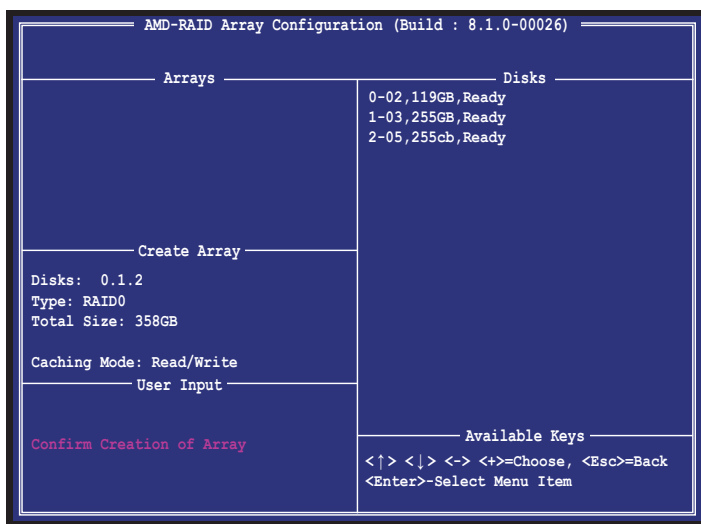 AMD-RAID Array Configuration (Build : 8.1.0-00026)
Arrays
Disks
0-02,119GB,Ready
1-03,255GB,Ready
2-05,255cb,Ready
Create Array
Disks: 0.1.2
Type: RAID0
Total Size: 358GB
Caching Mode: Read/Write
User Input
Confirm Creation of Array
Available Keys
<↑> <↓> <-> <+>=Choose, <Esc>=Back
<Enter>-Select Menu Item